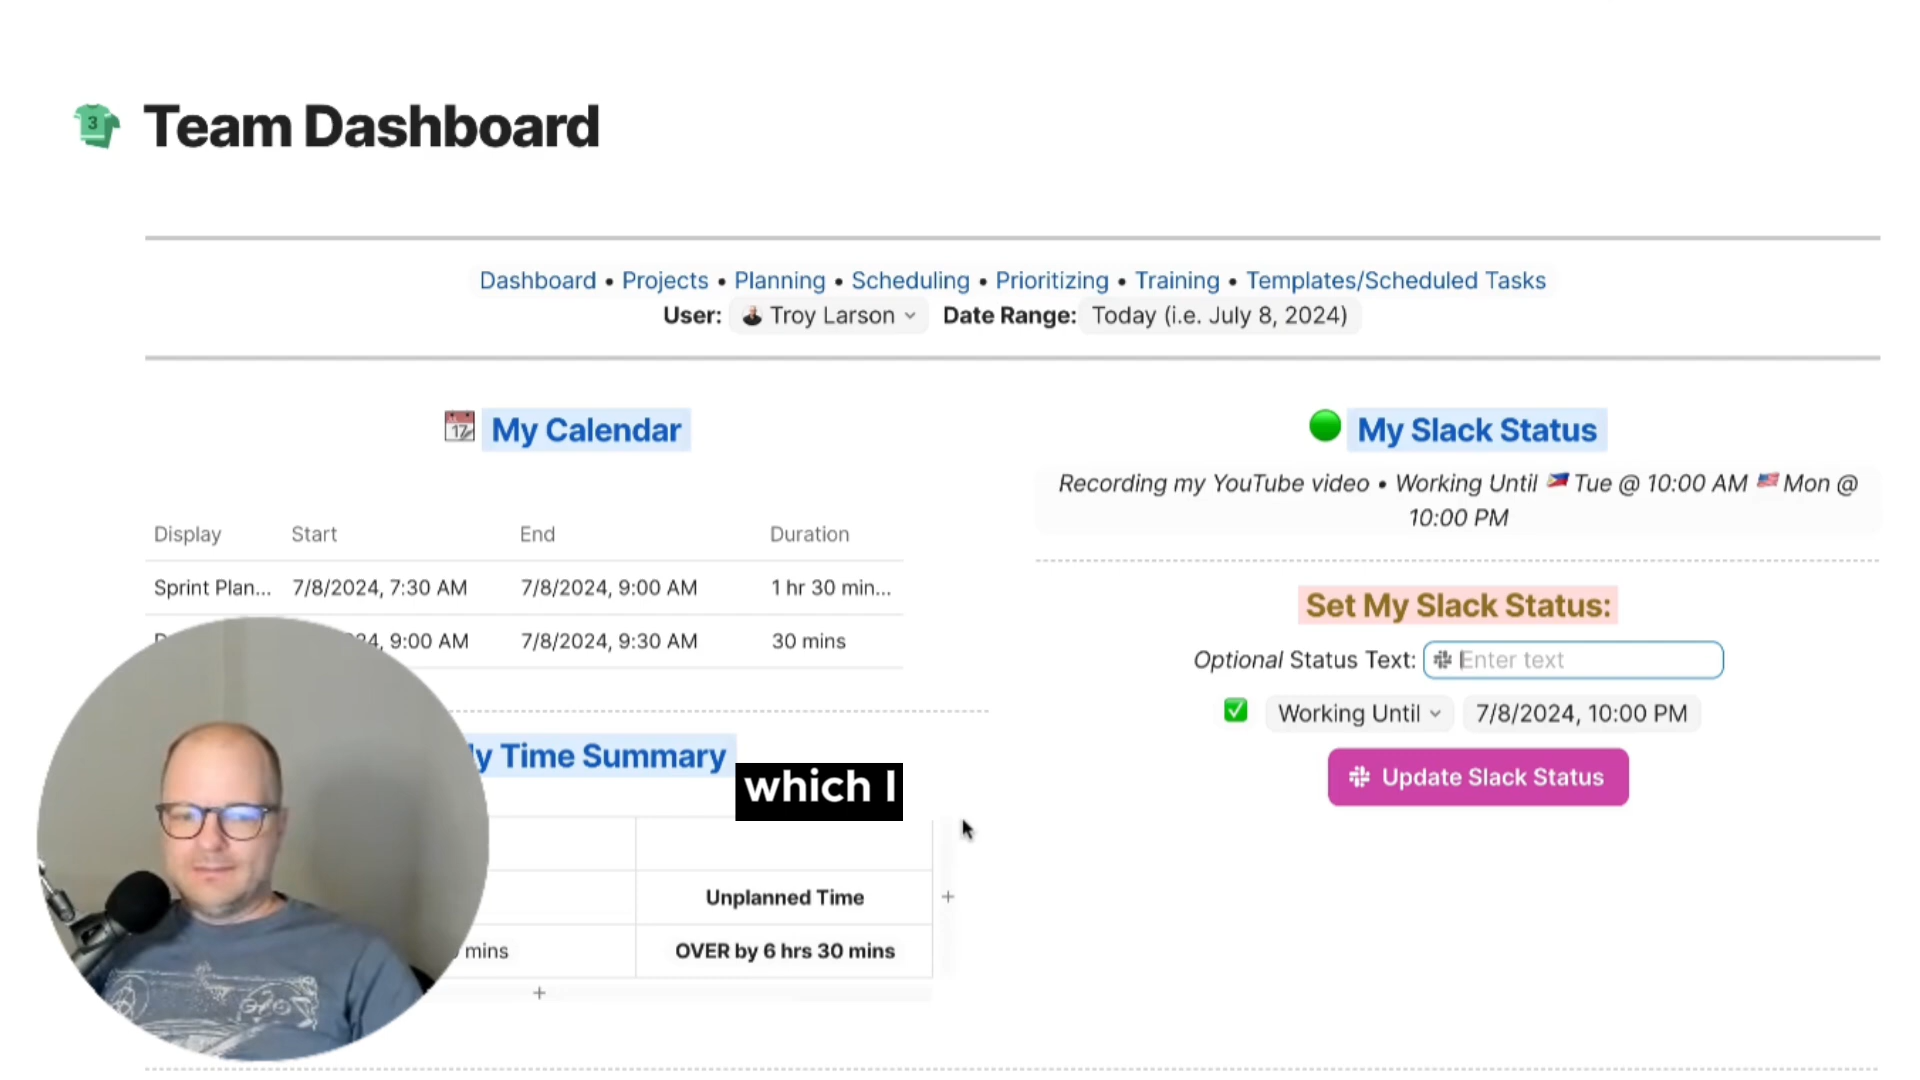 Team Dashboard
Dashboard • Projects • Planning • Scheduling • Prioritizing • Training • Templates/Scheduled Tasks
User: Troy Larson Date Range: Today (i.e. July 8, 2024)
My Calendar
Display Start End Duration
Sprint Plan... 7/8/2024, 7:30 AM 7/8/2024, 9:00 AM 1 hr 30 min...
9:00 AM 7/8/2024, 9:30 AM 30 mins
Time Summary
which I
Unplanned Time
mins OVER by 6 hrs 30 mins
My Slack Status
Recording my YouTube video • Working Until 🇵🇭 Tue @ 10:00 AM 🇺🇸 Mon @
10:00 PM
Set My Slack Status:
Optional Status Text: Enter text
Working Until 7/8/2024, 10:00 PM
Update Slack Status